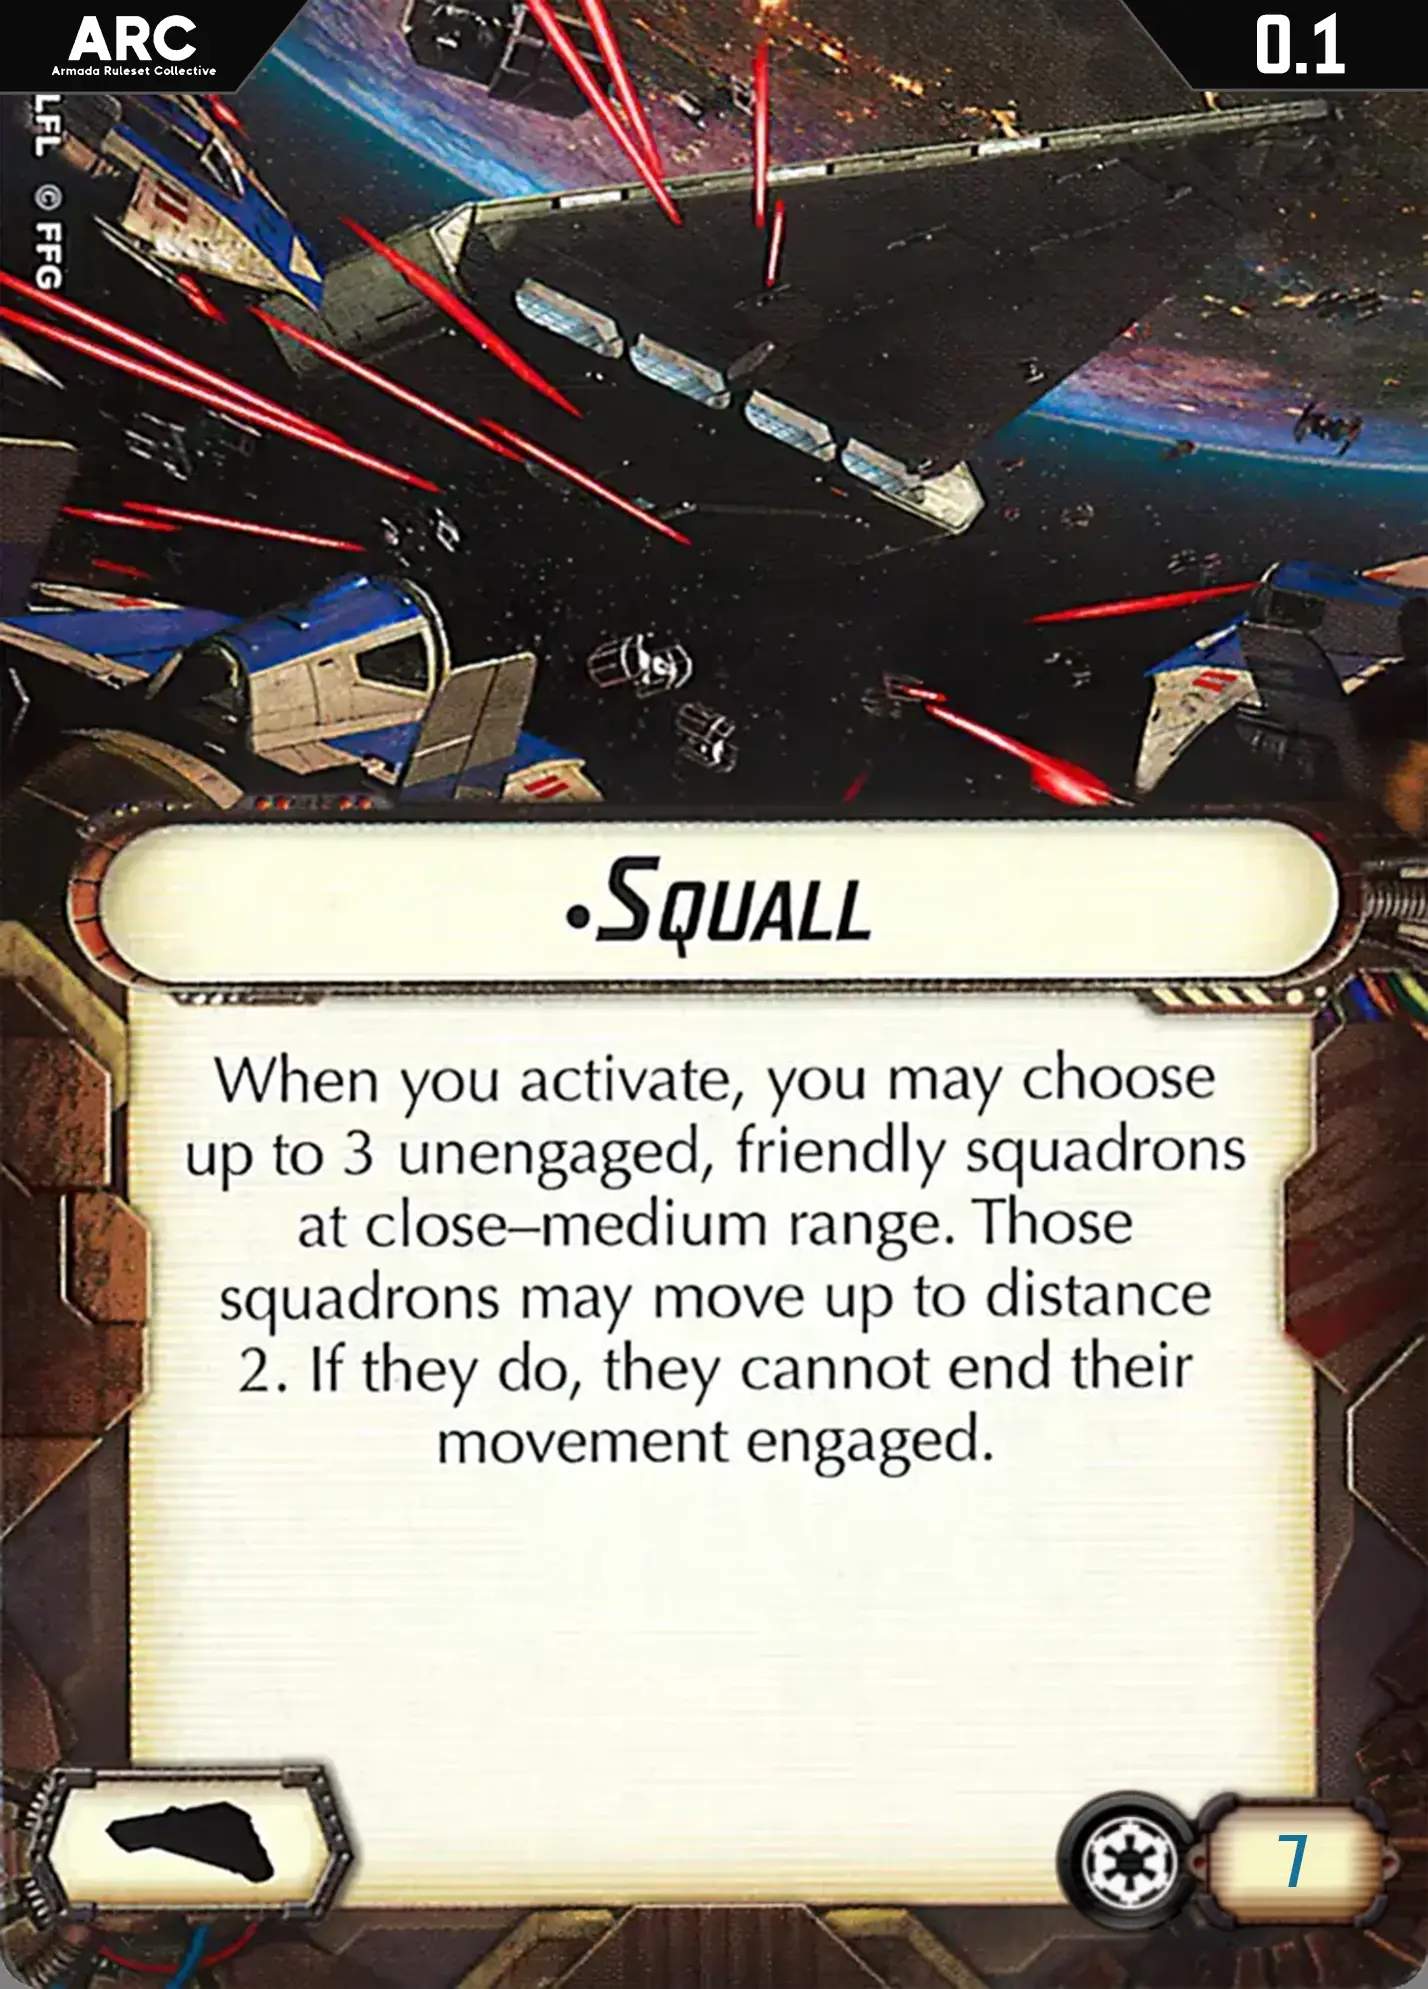 ARC
Armada Ruleset Collective
0.1
LFL © FFG
•Squall
When you activate, you may choose
up to 3 unengaged, friendly squadrons
at close–medium range. Those
squadrons may move up to distance
2. If they do, they cannot end their
movement engaged.
7